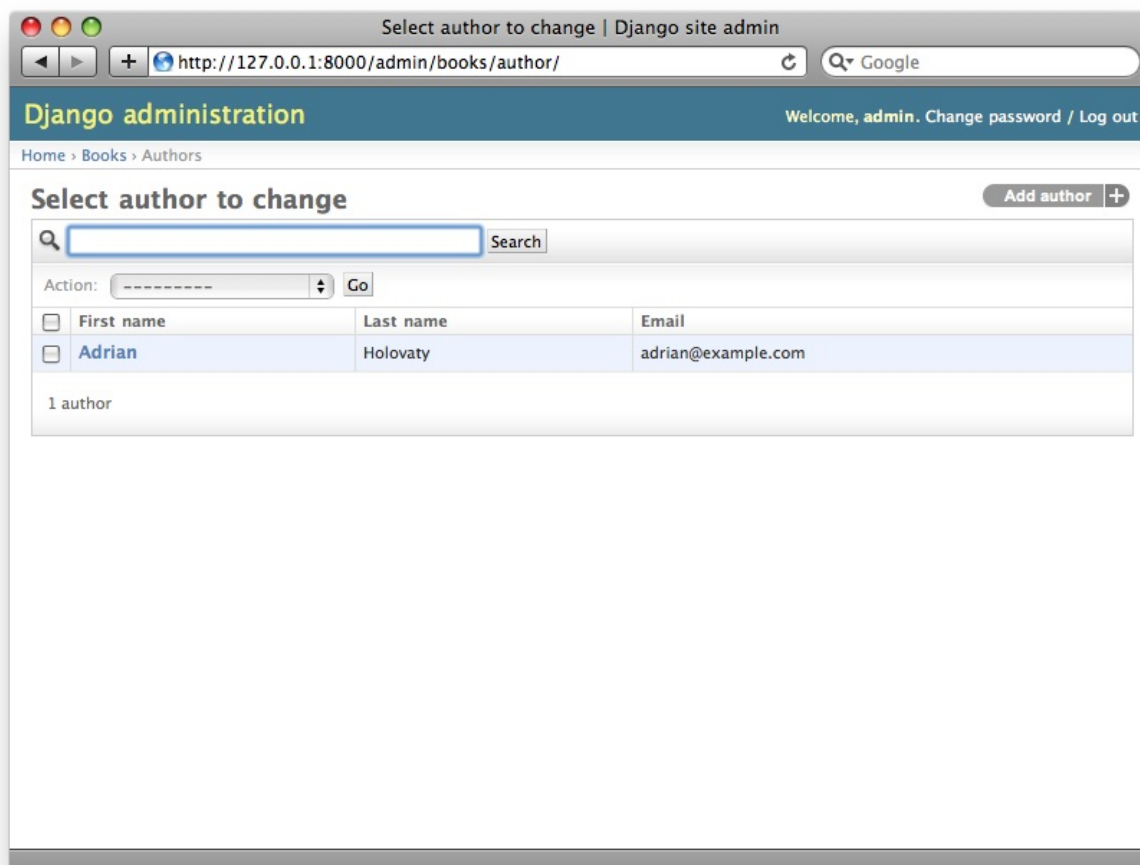 Select author to change | Django site admin
http://127.0.0.1:8000/admin/books/author/ Google
Django administration Welcome, admin. Change password / Log out
Home › Books › Authors
Select author to change Add author +
Search
Action: --------- Go
First name Last name Email
Adrian Holovaty adrian@example.com
1 author